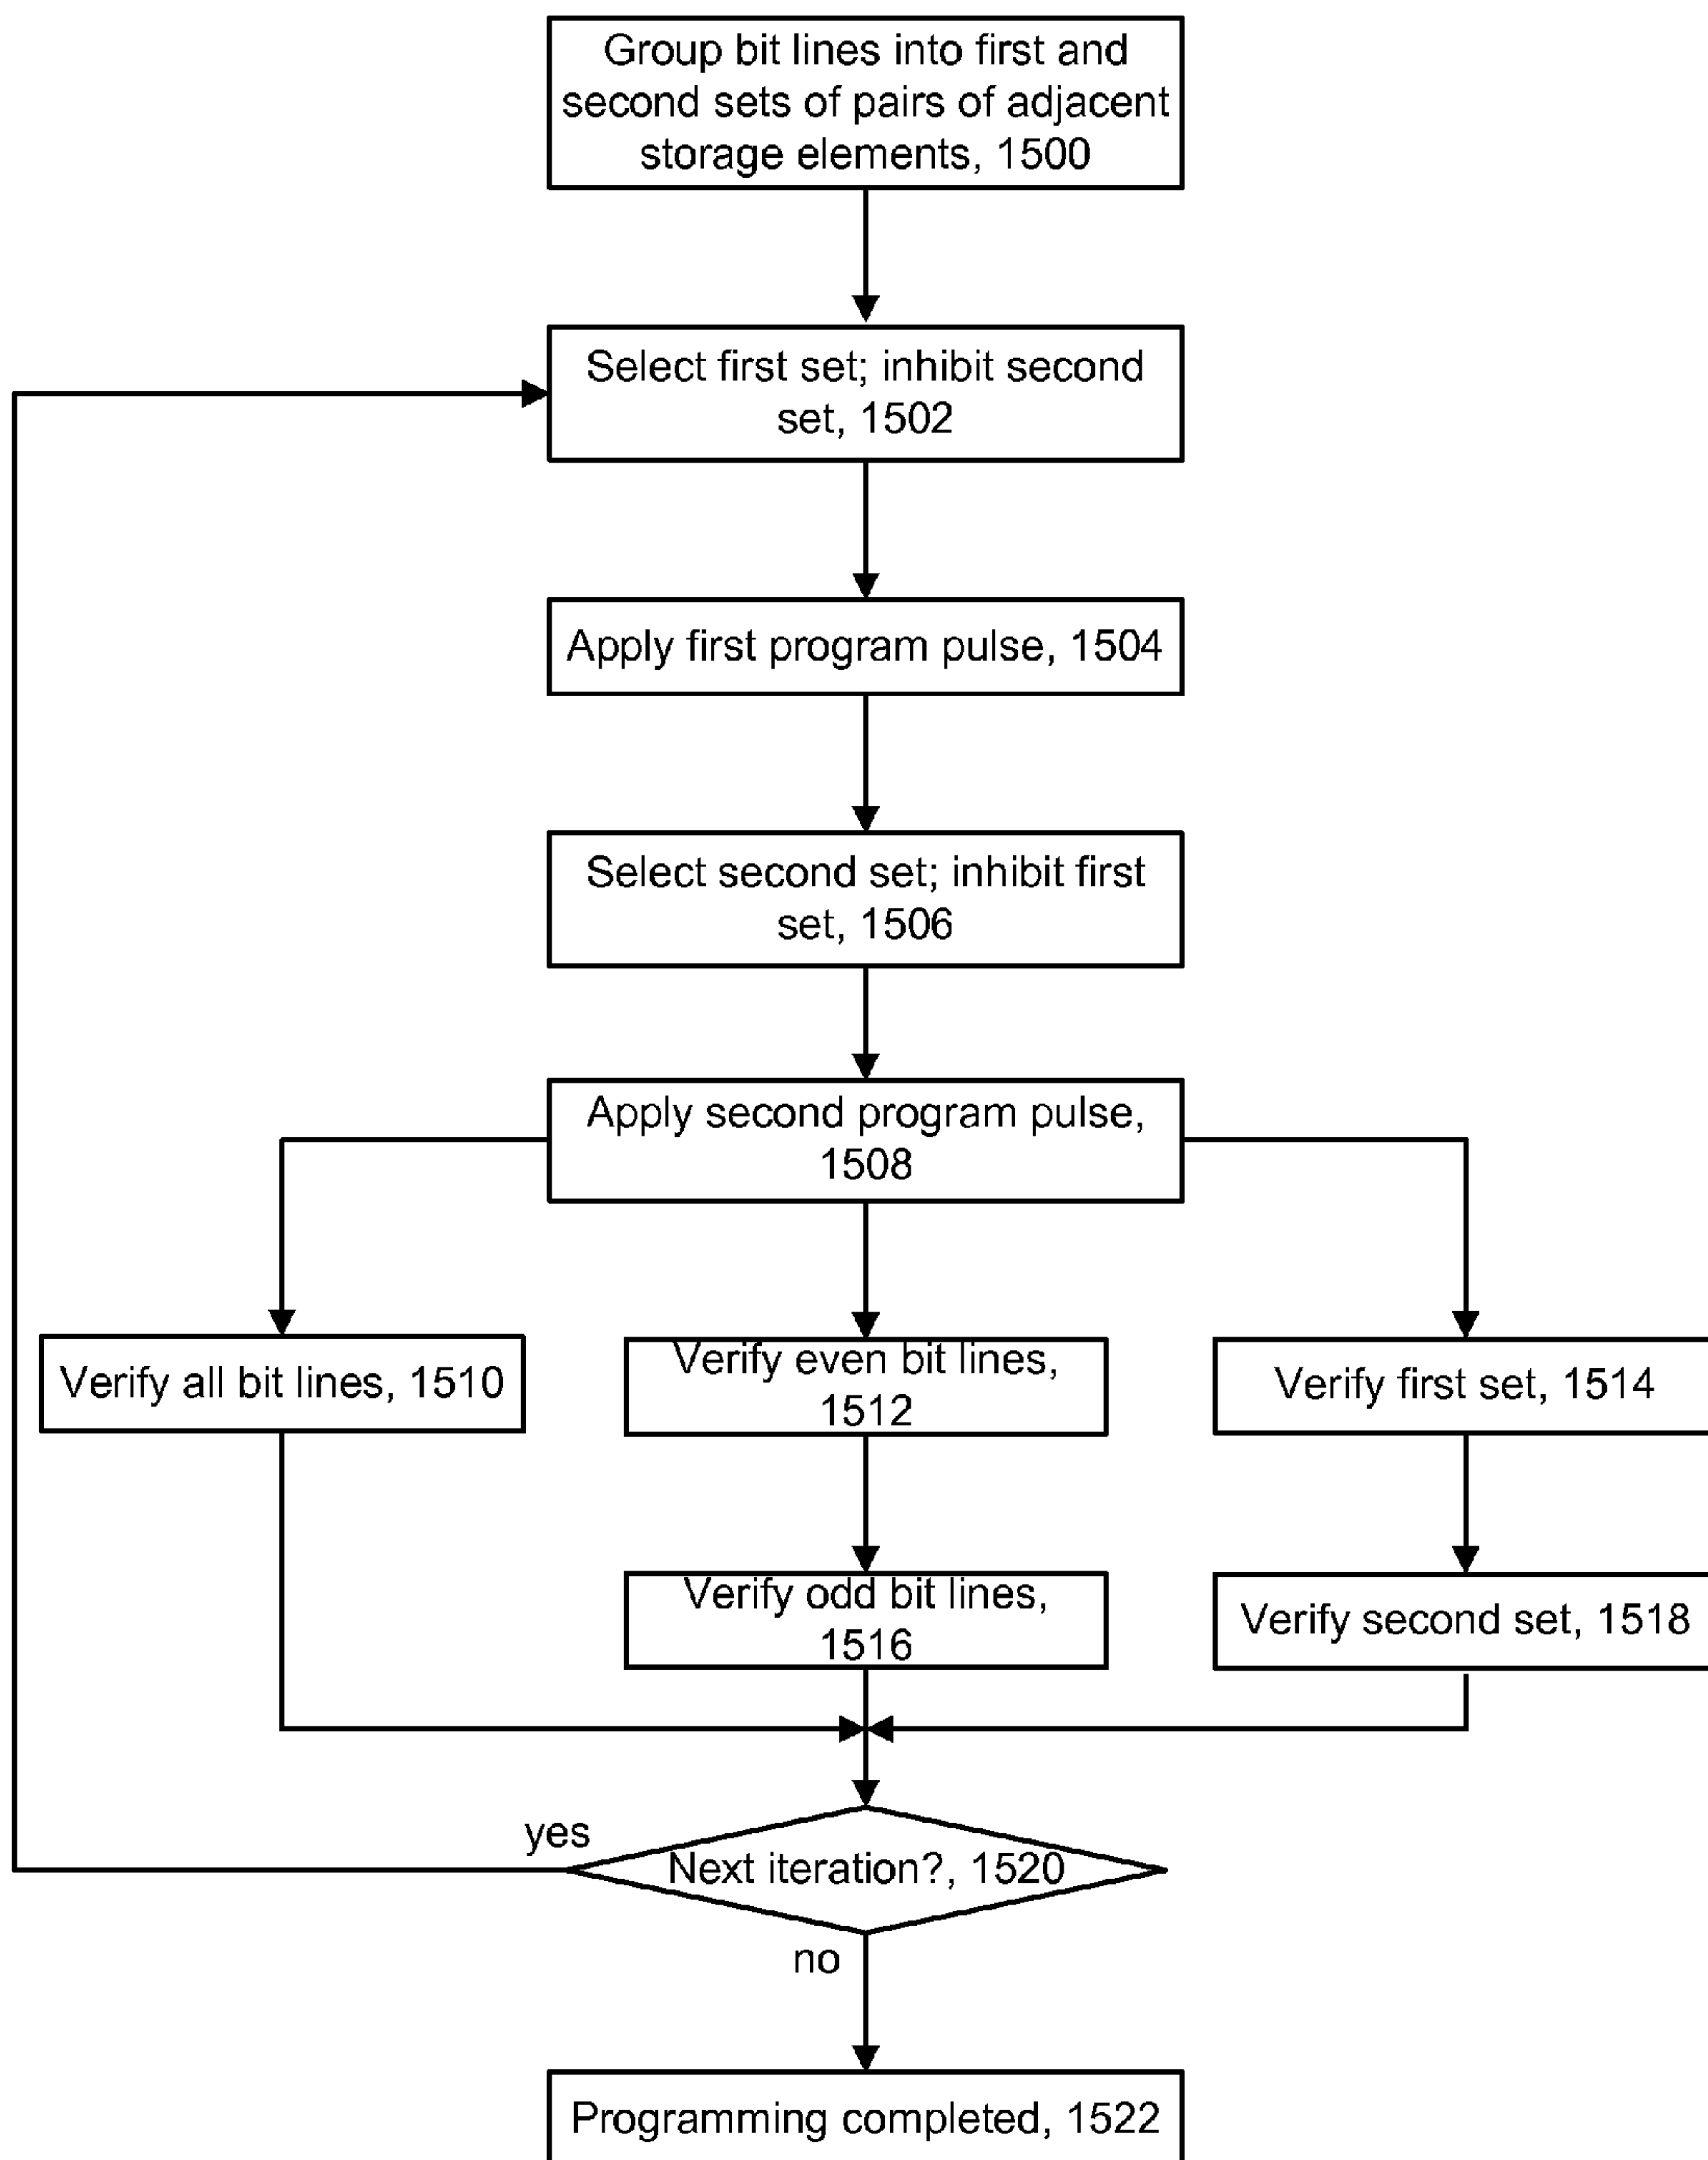 Group bit lines into first and
second sets of pairs of adjacent
storage elements, 1500
Select first set; inhibit second
set, 1502
Apply first program pulse, 1504
Select second set; inhibit first
set, 1506
Apply second program pulse,
1508
Verify all bit lines, 1510
Verify even bit lines,
1512
Verify first set, 1514
Verify odd bit lines,
1516
Verify second set, 1518
yes
Next iteration?, 1520
no
Programming completed, 1522